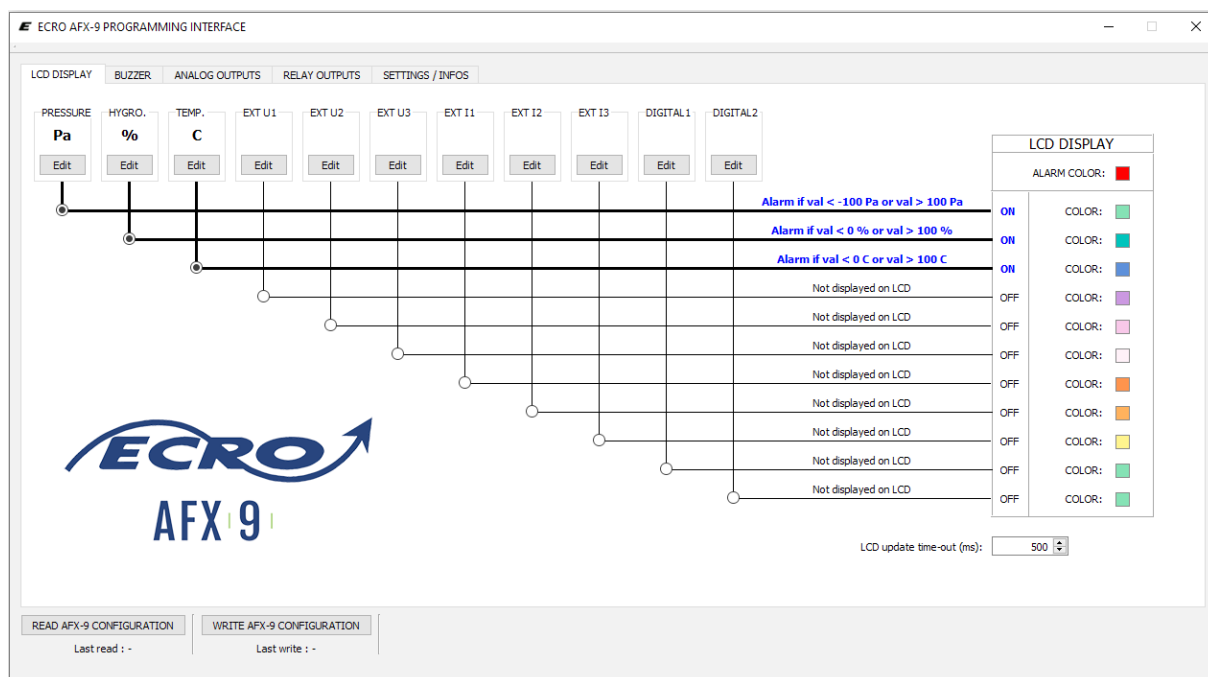 ECRO AFX-9 PROGRAMMING INTERFACE
LCD DISPLAY BUZZER ANALOG OUTPUTS RELAY OUTPUTS SETTINGS / INFOS
PRESSURE HYGRO. TEMP. EXT U1 EXT U2 EXT U3 EXT I1 EXT I2 EXT I3 DIGITAL1 DIGITAL2
Pa % C
Edit Edit Edit Edit Edit Edit Edit Edit Edit Edit Edit
LCD DISPLAY
ALARM COLOR:
Alarm if val < -100 Pa or val > 100 Pa ON COLOR:
Alarm if val < 0 % or val > 100 % ON COLOR:
Alarm if val < 0 C or val > 100 C ON COLOR:
Not displayed on LCD OFF COLOR:
Not displayed on LCD OFF COLOR:
Not displayed on LCD OFF COLOR:
Not displayed on LCD OFF COLOR:
Not displayed on LCD OFF COLOR:
Not displayed on LCD OFF COLOR:
Not displayed on LCD OFF COLOR:
Not displayed on LCD OFF COLOR:
ECRO
AFX 9
LCD update time-out (ms): 500
READ AFX-9 CONFIGURATION WRITE AFX-9 CONFIGURATION
Last read : - Last write : -